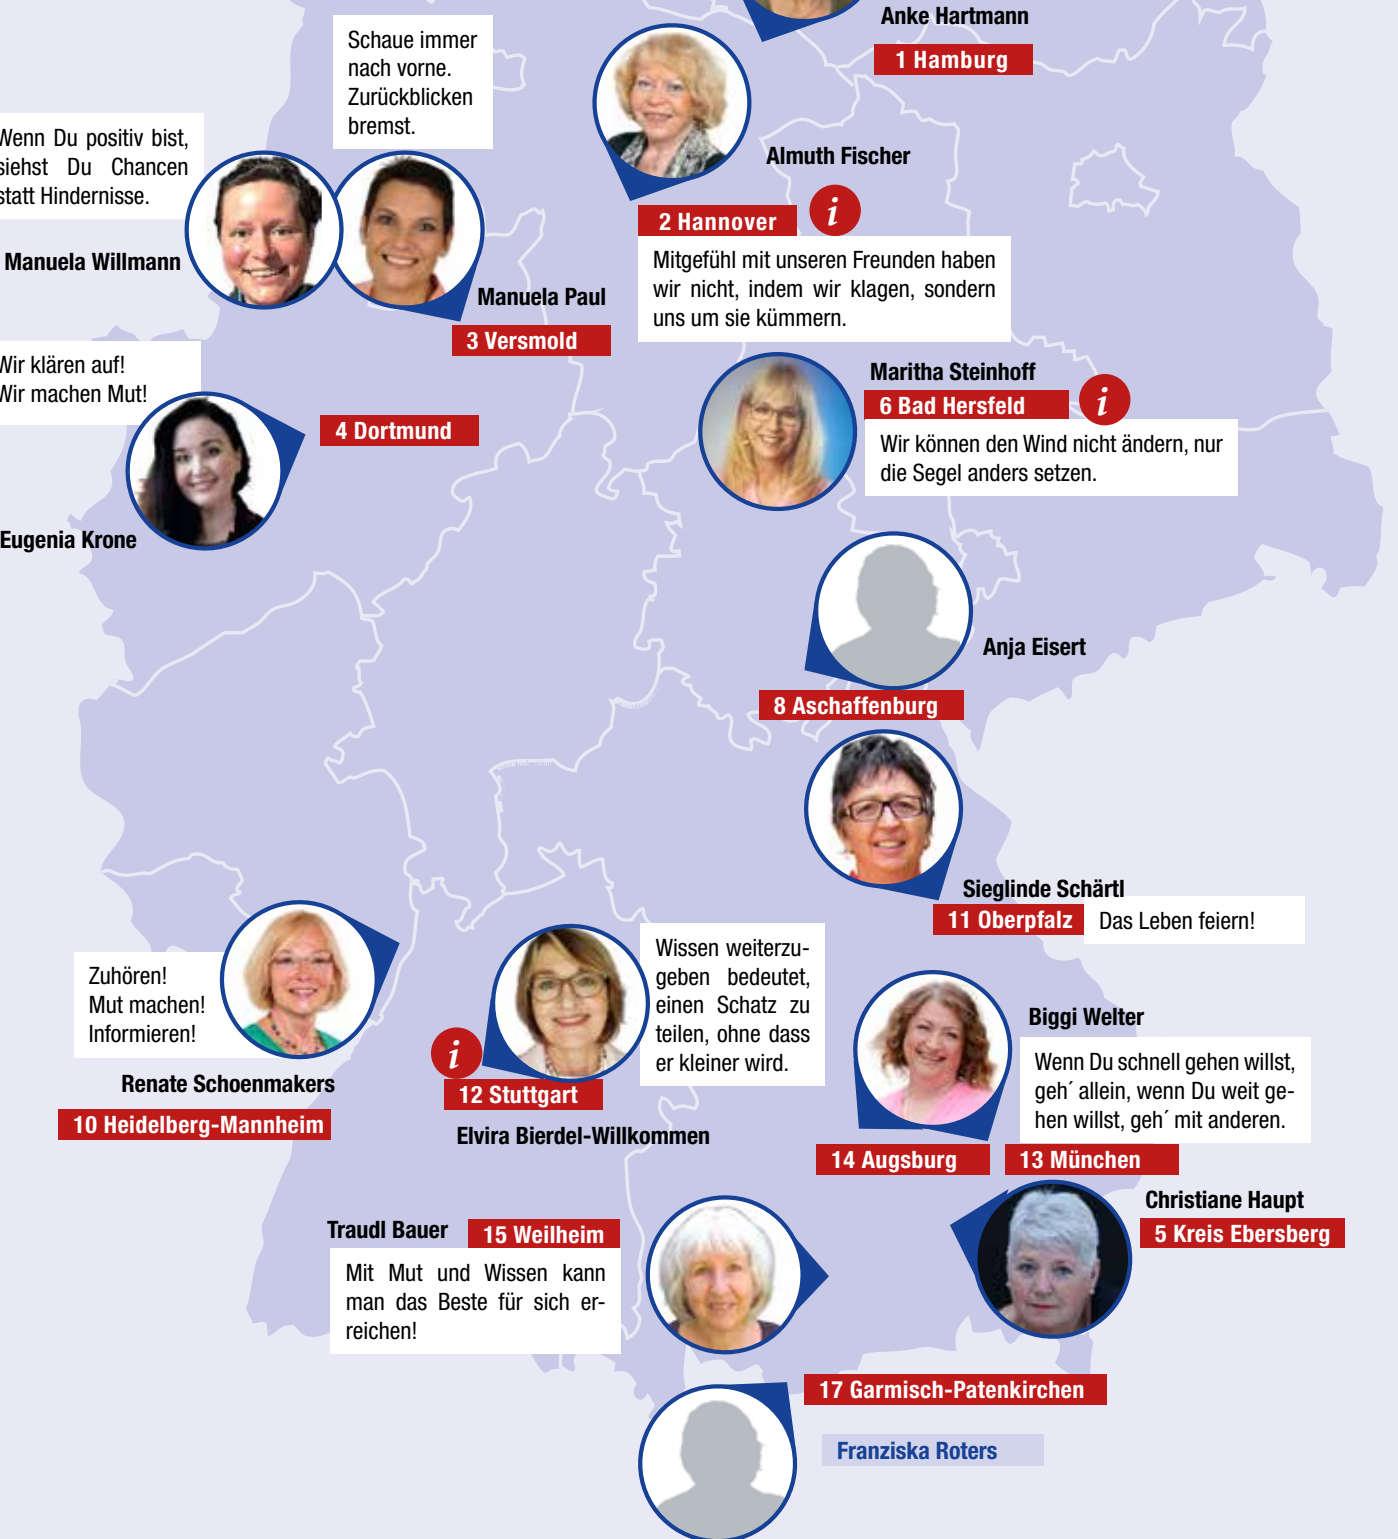 Anke Hartmann
1 Hamburg
Schaue immer
nach vorne.
Zurückblicken
bremst.
Wenn Du positiv bist,
siehst Du Chancen
statt Hindernisse.
Almuth Fischer
2 Hannover
i
Mitgefühl mit unseren Freunden haben
wir nicht, indem wir klagen, sondern
uns um sie kümmern.
Manuela Willmann
Manuela Paul
3 Versmold
Wir klären auf!
Wir machen Mut!
4 Dortmund
Eugenia Krone
Maritha Steinhoff
6 Bad Hersfeld
i
Wir können den Wind nicht ändern, nur
die Segel anders setzen.
Anja Eisert
8 Aschaffenburg
Sieglinde Schärtl
11 Oberpfalz
Das Leben feiern!
Zuhören!
Mut machen!
Informieren!
Renate Schoenmakers
10 Heidelberg-Mannheim
Wissen weiterzu-
geben bedeutet,
einen Schatz zu
teilen, ohne dass
er kleiner wird.
i
12 Stuttgart
Elvira Bierdel-Willkommen
Biggi Welter
Wenn Du schnell gehen willst,
geh´ allein, wenn Du weit ge-
hen willst, geh´ mit anderen.
14 Augsburg
13 München
Christiane Haupt
5 Kreis Ebersberg
Traudl Bauer
15 Weilheim
Mit Mut und Wissen kann
man das Beste für sich er-
reichen!
17 Garmisch-Patenkirchen
Franziska Roters